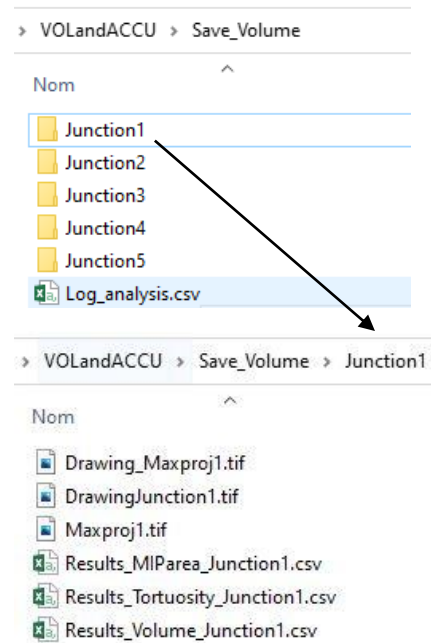 > VOLandACCU > Save_Volume
Nom
Junction1
Junction2
Junction3
Junction4
Junction5
Log_analysis.csv
> VOLandACCU > Save_Volume > Junction1
Nom
Drawing_Maxproj1.tif
DrawingJunction1.tif
Maxproj1.tif
Results_MIParea_Junction1.csv
Results_Tortuosity_Junction1.csv
Results_Volume_Junction1.csv